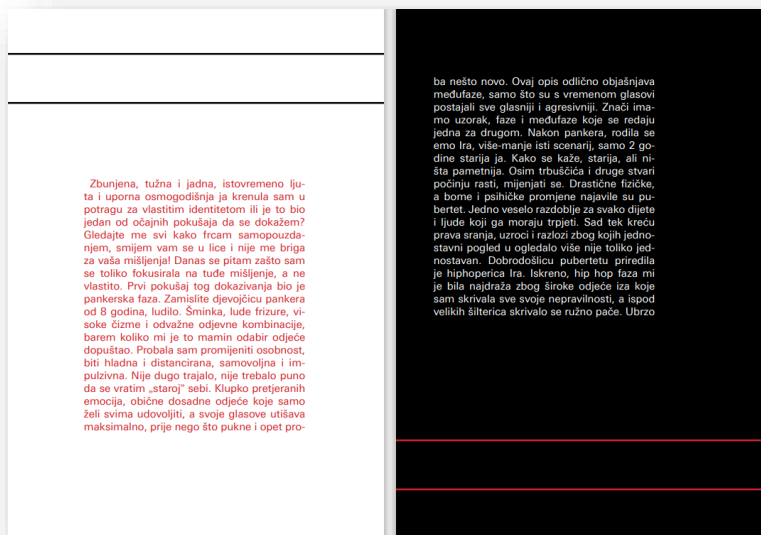 Zbunjena, tužna i jadna, istovremeno lju-
ta i uporna osmogodišnja ja krenula sam u
potragu za vlastitim identitetom ili je to bio
jedan od očajnih pokušaja da se dokažem?
Gledajte me svi kako frcam samopouzda-
njem, smijem vam se u lice i nije me briga
za vaša mišljenja! Danas se pitam zašto sam
se toliko fokusirala na tuđe mišljenje, a ne
vlastito. Prvi pokušaj tog dokazivanja bio je
pankerska faza. Zamislite djevojčicu pankera
od 8 godina, ludilo. Šminka, lude frizure, vi-
soke čizme i odvažne odjevne kombinacije,
barem koliko mi je to mamin odabir odjeće
dopuštao. Probala sam promijeniti osobnost,
biti hladna i distancirana, samovoljna i im-
pulzivna. Nije dugo trajalo, nije trebalo puno
da se vratim „staroj" sebi. Klupko pretjeranih
emocija, obične dosadne odjeće koje samo
želi svima udovoljiti, a svoje glasove utišava
maksimalno, prije nego što pukne i opet pro-
ba nešto novo. Ovaj opis odlično objašnjava
međufaze, samo što su s vremenom glasovi
postajali sve glasniji i agresivniji. Znači ima-
mo uzorak, faze i međufaze koje se redaju
jedna za drugom. Nakon pankera, rodila se
emo Ira, više-manje isti scenarij, samo 2 go-
dine starija ja. Kako se kaže, starija, ali ni-
šta pametnija. Osim trbuščića i druge stvari
počinju rasti, mijenjati se. Drastične fizičke,
a bome i psihičke promjene najavile su pu-
bertet. Jedno veselo razdoblje za svako dijete
i ljude koji ga moraju trpjeti. Sad tek kreću
prava sranja, uzroci i razlozi zbog kojih jedno-
stavni pogled u ogledalo više nije toliko jed-
nostavan. Dobrodošlicu pubertetu priredila
je hiphoperica Ira. Iskreno, hip hop faza mi
je bila najdraža zbog široke odjeće iza koje
sam skrivala sve svoje nepravilnosti, a ispod
velikih šilterica skrivalo se ružno pače. Ubrzo